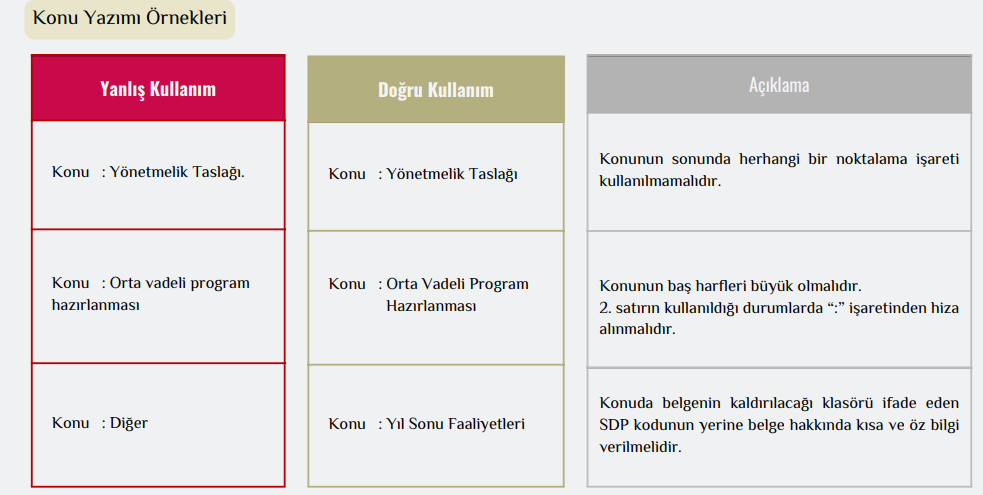 Konu Yazımı Örnekleri
Yanlış Kullanım
Doğru Kullanım
Açıklama
Konu : Yönetmelik Taslağı.
Konu : Yönetmelik Taslağı
Konunun sonunda herhangi bir noktalama işareti
kullanılmamalıdır.
Konu : Orta vadeli program
hazırlanması
Konu : Orta Vadeli Program
Hazırlanması
Konunun baş harfleri büyük olmalıdır.
2. satırın kullanıldığı durumlarda “:” işaretinden hiza
alınmalıdır.
Konu : Diğer
Konu : Yıl Sonu Faaliyetleri
Konuda belgenin kaldırılacağı klasörü ifade eden
SDP kodunun yerine belge hakkında kısa ve öz bilgi
verilmelidir.